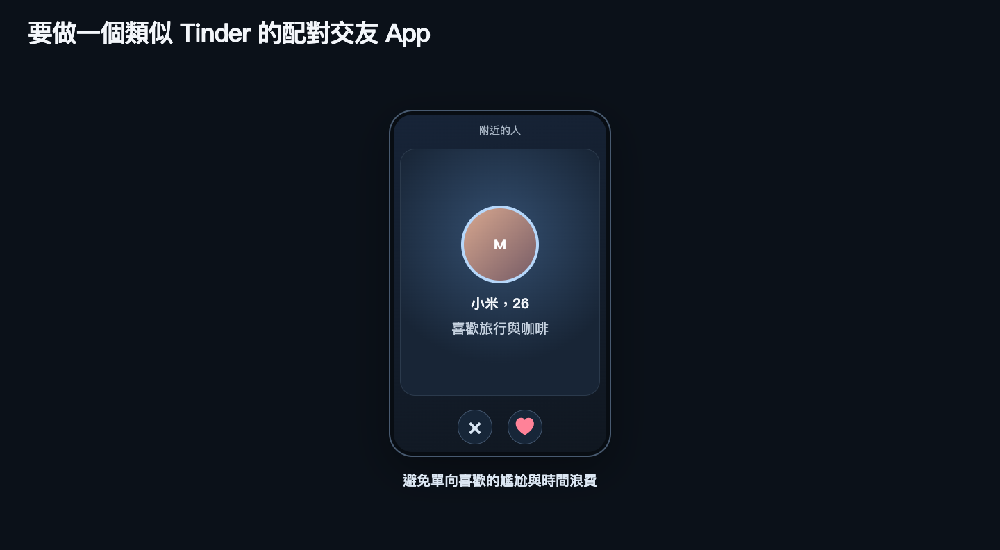 要做一個類似 Tinder 的配對交友 App
附近的人
M
小米，26
喜歡旅行與咖啡
避免單向喜歡的尷尬與時間浪費